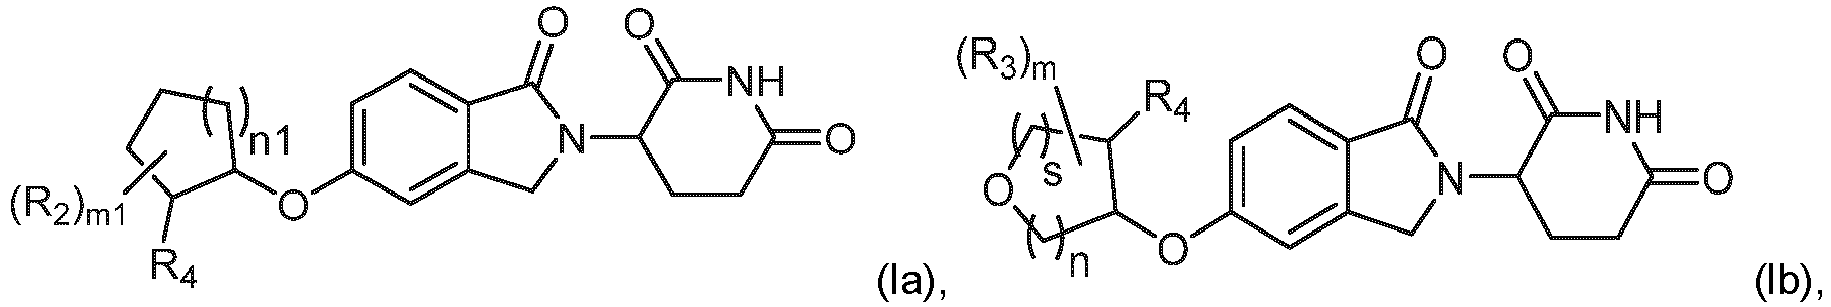 O O NH O N O ( ) n1 (R2)m1 R4 (Ia),
(R3)m R4 O O NH O N O O ( ) s ( ) n (Ib),